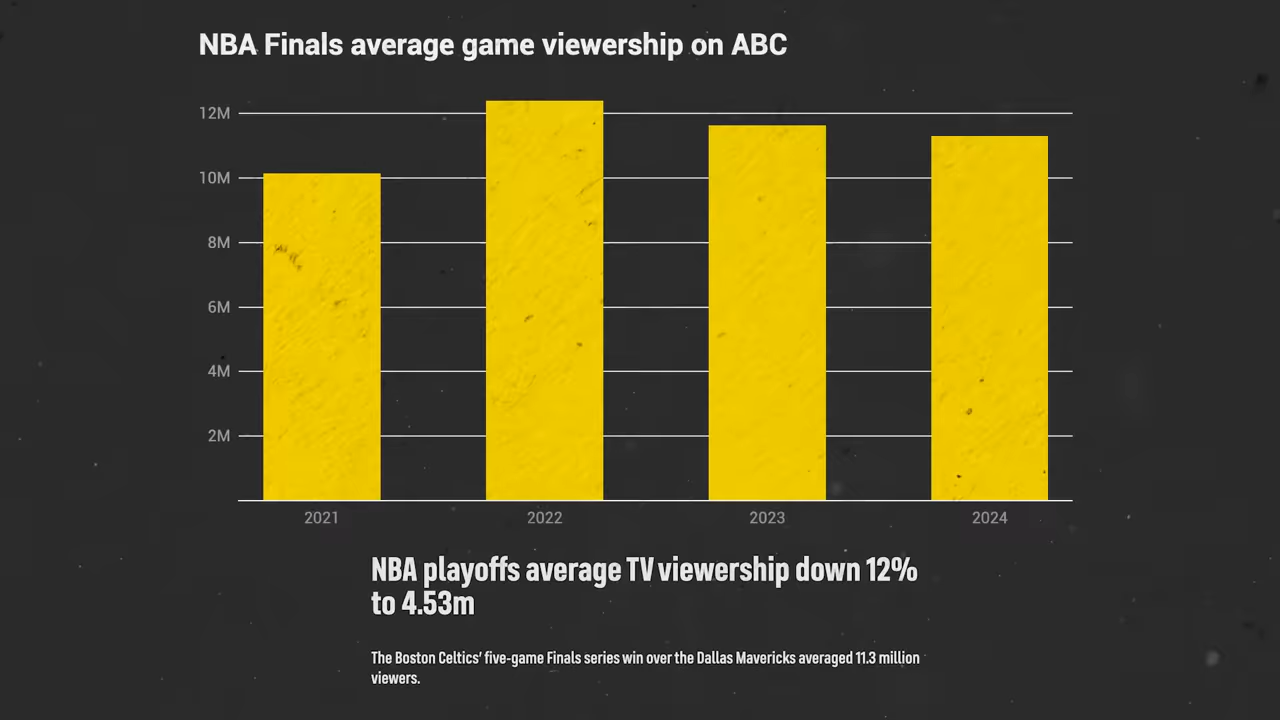 NBA Finals average game viewership on ABC
12M
10M
8M
6M
4M
2M
2021
2022
2023
2024
NBA playoffs average TV viewership down 12%
to 4.53m
The Boston Celtics' five-game Finals series win over the Dallas Mavericks averaged 11.3 million
viewers.